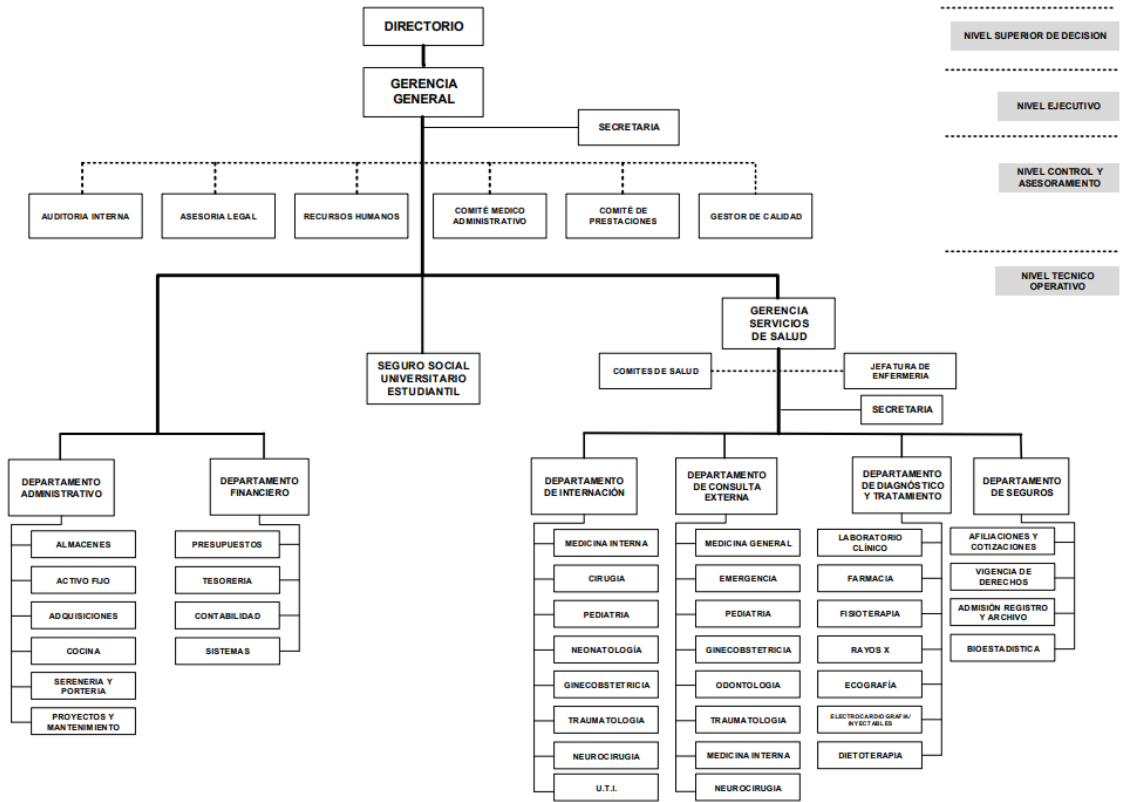 DIRECTORIO
NIVEL SUPERIOR DE DECISION
GERENCIA
GENERAL
NIVEL EJECUTIVO
SECRETARIA
NIVEL CONTROL Y
ASESORAMIENTO
AUDITORIA INTERNA
ASESORIA LEGAL
RECURSOS HUMANOS
COMITÉ MEDICO
ADMINISTRATIVO
COMITÉ DE
PRESTACIONES
GESTOR DE CALIDAD
NIVEL TECNICO
OPERATIVO
GERENCIA
SERVICIOS
DE SALUD
SEGURO SOCIAL
UNIVERSITARIO
ESTUDIANTIL
COMITES DE SALUD
JEFATURA DE
ENFERMERIA
SECRETARIA
DEPARTAMENTO
ADMINISTRATIVO
ALMACENES
ACTIVO FIJO
ADQUISICIONES
COCINA
SERENERIA Y
PORTERIA
PROYECTOS Y
MANTENIMIENTO
DEPARTAMENTO
FINANCIERO
PRESUPUESTOS
TESORERIA
CONTABILIDAD
SISTEMAS
DEPARTAMENTO
DE INTERNACIÓN
MEDICINA INTERNA
CIRUGIA
PEDIATRIA
NEONATOLOGÍA
GINECOBSTETRICIA
TRAUMATOLOGIA
NEUROCIRUGIA
U.T.I.
DEPARTAMENTO
DE CONSULTA
EXTERNA
MEDICINA GENERAL
EMERGENCIA
PEDIATRIA
GINECOBSTETRICIA
ODONTOLOGIA
TRAUMATOLOGIA
MEDICINA INTERNA
NEUROCIRUGIA
DEPARTAMENTO
DE DIAGNÓSTICO
Y TRATAMIENTO
LABORATORIO
CLÍNICO
FARMACIA
FISIOTERAPIA
RAYOS X
ECOGRAFÍA
ELECTROCARDIOGRAFIA/
INYECTABLES
DIETOTERAPIA
DEPARTAMENTO
DE SEGUROS
AFILIACIONES Y
COTIZACIONES
VIGENCIA DE
DERECHOS
ADMISIÓN REGISTRO
Y ARCHIVO
BIOESTADISTICA